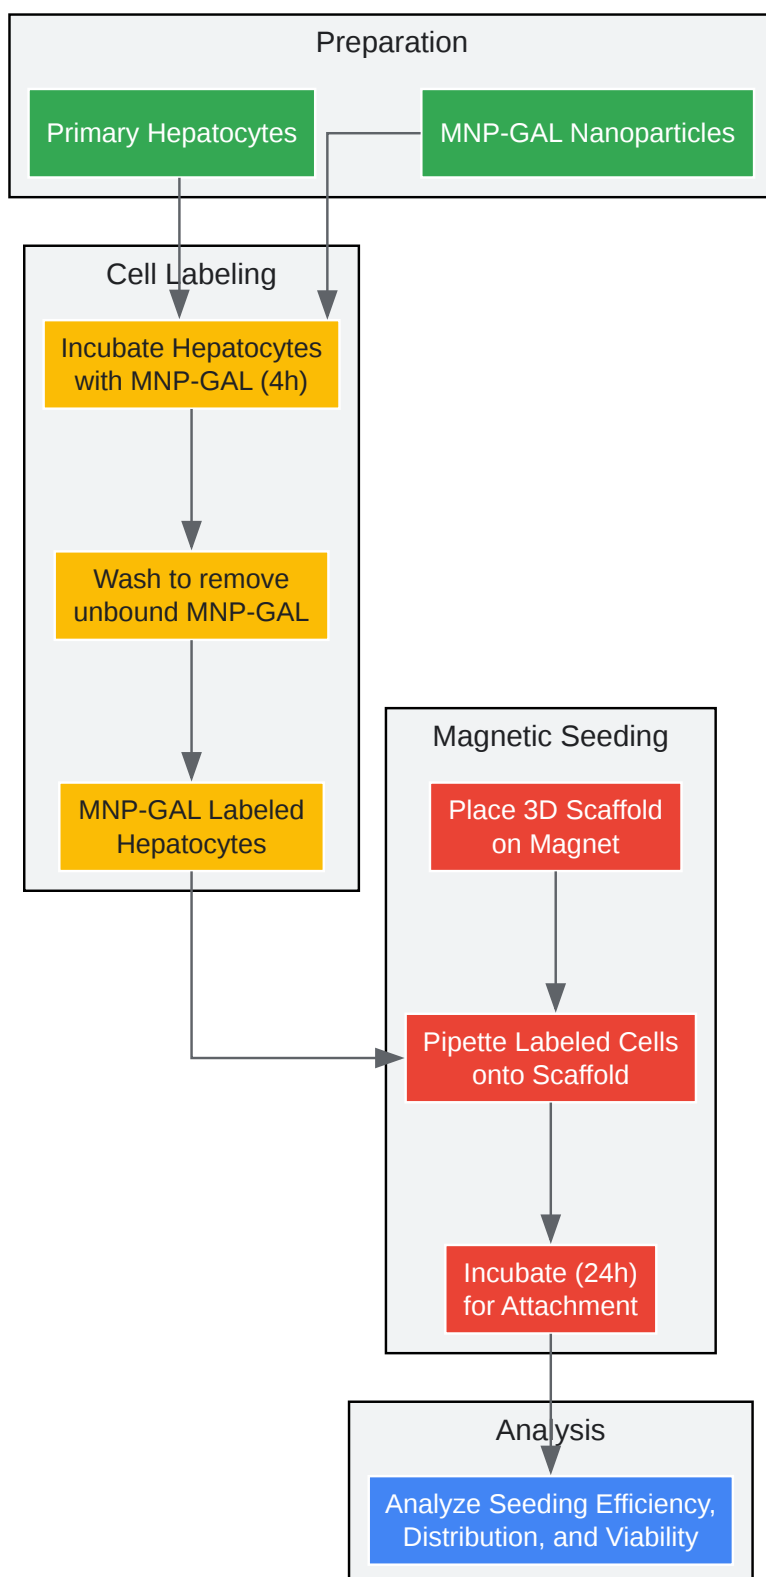 Preparation
Primary Hepatocytes
MNP-GAL Nanoparticles
Cell Labeling
Incubate Hepatocytes
with MNP-GAL (4h)
Wash to remove
unbound MNP-GAL
MNP-GAL Labeled
Hepatocytes
Magnetic Seeding
Place 3D Scaffold
on Magnet
Pipette Labeled Cells
onto Scaffold
Incubate (24h)
for Attachment
Analysis
Analyze Seeding Efficiency,
Distribution, and Viability